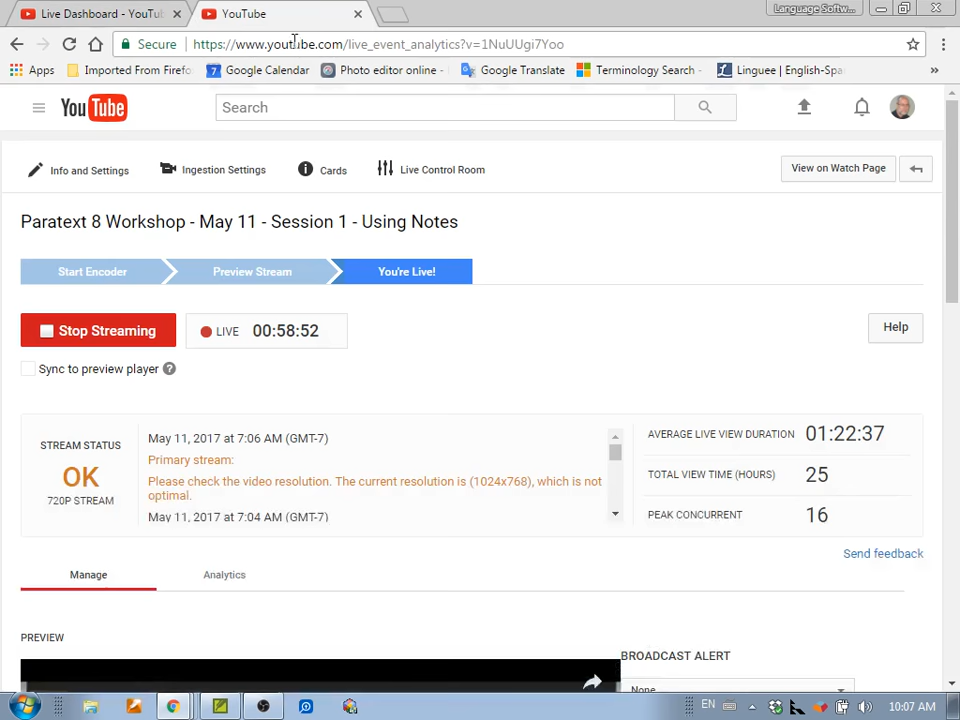 Live Dashboard - YouTu
YouTube
Language Softw...
Secure
https://www.youtube.com/live_event_analytics?v=1NuUUgi7Yoo
Apps
Imported From Firefo
Google Calendar
Photo editor online -
Google Translate
Terminology Search -
Linguee | English-Spa
»
YouTube
Search
Info and Settings
Ingestion Settings
Cards
Live Control Room
View on Watch Page
Paratext 8 Workshop - May 11 - Session 1 - Using Notes
Start Encoder
Preview Stream
You're Live!
Stop Streaming
LIVE 00:58:52
Help
Sync to preview player ?
STREAM STATUS
OK
720P STREAM
May 11, 2017 at 7:06 AM (GMT-7)
Primary stream:
Please check the video resolution. The current resolution is (1024x768), which is not
optimal.
May 11, 2017 at 7:04 AM (GMT-7)
AVERAGE LIVE VIEW DURATION 01:22:37
TOTAL VIEW TIME (HOURS) 25
PEAK CONCURRENT 16
Send feedback
Manage
Analytics
PREVIEW
BROADCAST ALERT
None
EN
10:07 AM